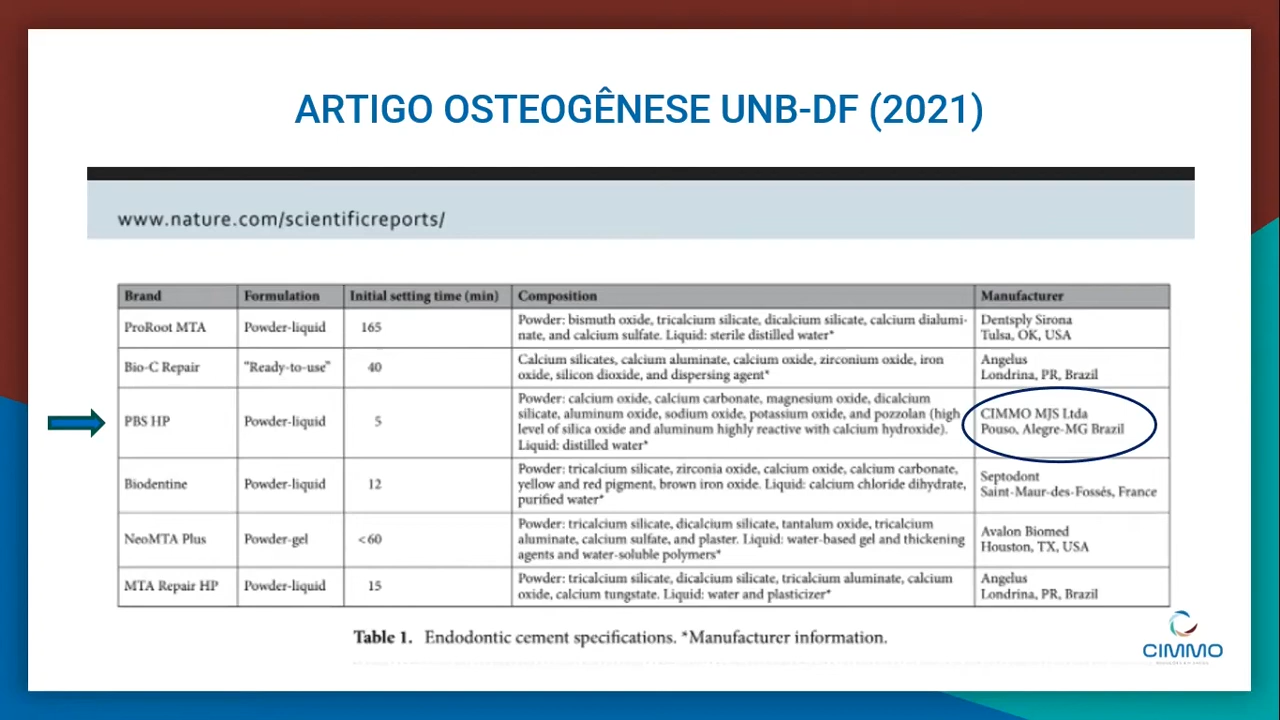 ARTIGO OSTEOGÊNESE UNB-DF (2021)
www.nature.com/scientificreports/
Brand Formulation Initial setting time (min) Composition Manufacturer
ProRoot MTA Powder-liquid 165 Powder: bismuth oxide, tricalcium silicate, dicalcium silicate, calcium dialumi-
nate, and calcium sulfate. Liquid: sterile distilled water* Dentsply Sirona
Tulsa, OK, USA
Bio-C Repair "Ready-to-use" 40 Calcium silicates, calcium aluminate, calcium oxide, zirconium oxide, iron
oxide, silicon dioxide, and dispersing agent* Angelus
Londrina, PR, Brazil
PBS HP Powder-liquid 5 Powder: calcium oxide, calcium carbonate, magnesium oxide, dicalcium
silicate, aluminum oxide, sodium oxide, potassium oxide, and pozzolan (high
level of silica oxide and aluminum highly reactive with calcium hydroxide).
Liquid: distilled water* CIMMO MJS Ltda
Pouso, Alegre-MG Brazil
Biodentine Powder-liquid 12 Powder: tricalcium silicate, zirconia oxide, calcium oxide, calcium carbonate,
yellow and red pigment, brown iron oxide. Liquid: calcium chloride dihydrate,
purified water* Septodont
Saint-Maur-des-Fossés, France
NeoMTA Plus Powder-gel <60 Powder: tricalcium silicate, dicalcium silicate, tantalum oxide, tricalcium
aluminate, calcium sulfate, and plaster. Liquid: water-based gel and thickening
agents and water-soluble polymers* Avalon Biomed
Houston, TX, USA
MTA Repair HP Powder-liquid 15 Powder: tricalcium silicate, dicalcium silicate, tricalcium aluminate, calcium
oxide, calcium tungstate. Liquid: water and plasticizer* Angelus
Londrina, PR, Brazil
Table 1. Endodontic cement specifications. *Manufacturer information.
CIMMO